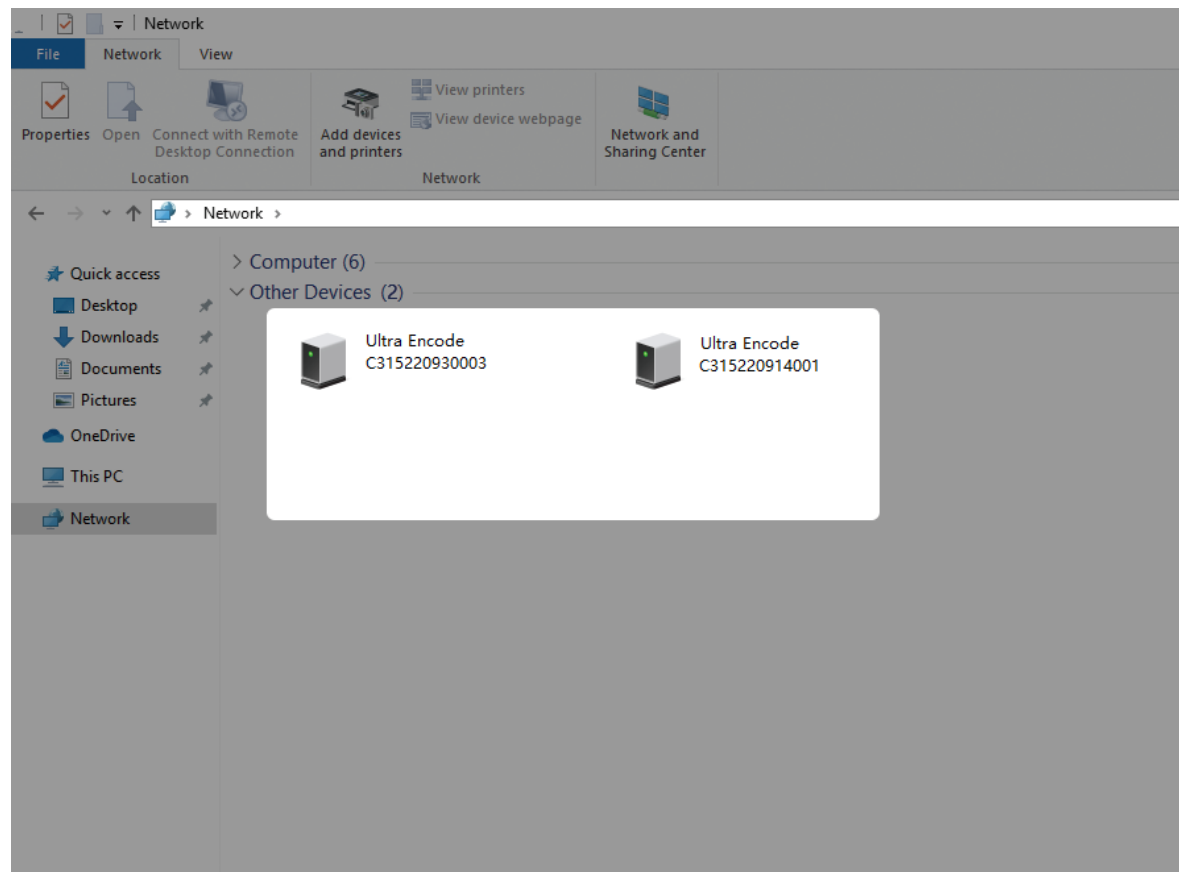 Network
File Network View
Properties Open Connect with Remote Desktop Connection
Add devices and printers
View printers
View device webpage
Network and Sharing Center
Location Network
Network
Quick access
Desktop
Downloads
Documents
Pictures
OneDrive
This PC
Network
Computer (6)
Other Devices (2)
Ultra Encode
C315220930003
Ultra Encode
C315220914001